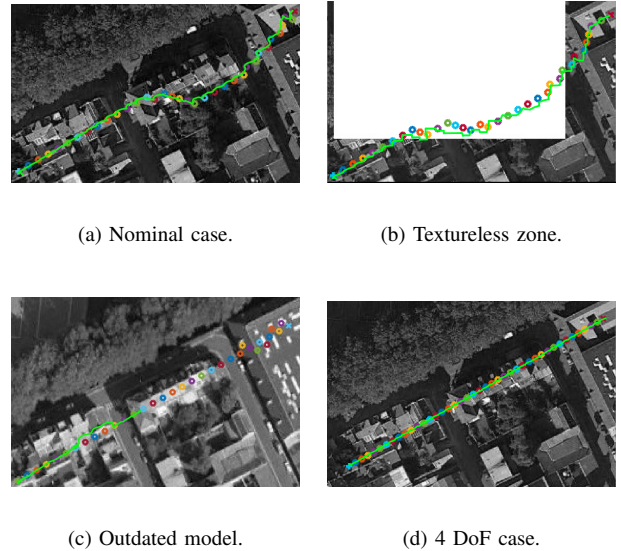 (a) Nominal case.
(b) Textureless zone.
(c) Outdated model.
(d) 4 DoF case.